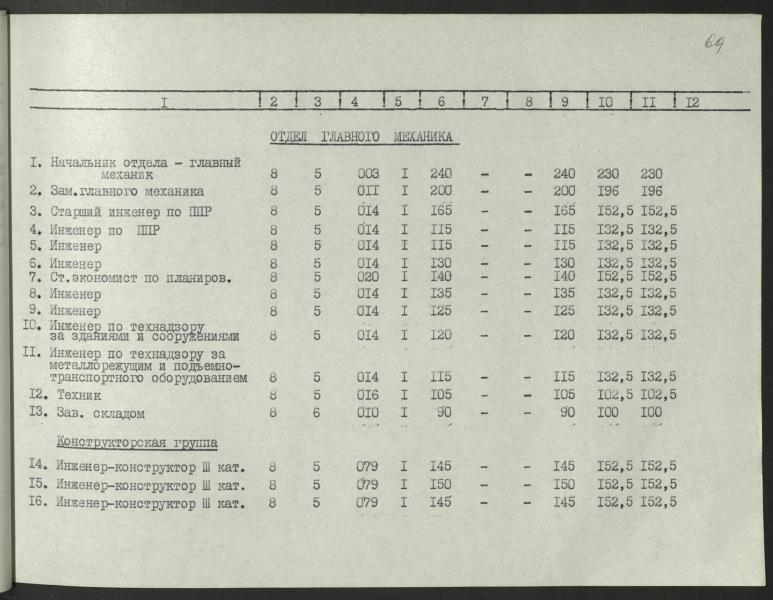 69
I ! 2 ! 3 ! 4 ! 5 ! 6 ! 7 ! 8 ! 9 ! IO ! II ! I2
ОТДЕЛ ГЛАВНОГО МЕХАНИКА
I. Начальник отдела - главный
механик 8 5 003 I 240 - - 240 230 230
2. Зам.главного механика 8 5 0II I 200 - - 200 I96 I96
3. Старший инженер по ППР 8 5 0I4 I I65 - - I65 I52,5 I52,5
4. Инженер по ППР 8 5 0I4 I II5 - - II5 I32,5 I32,5
5. Инженер 8 5 0I4 I II5 - - II5 I32,5 I32,5
6. Инженер 8 5 0I4 I I30 - - I30 I32,5 I32,5
7. Ст.экономист по планиров. 8 5 020 I I40 - - I40 I52,5 I52,5
8. Инженер 8 5 0I4 I I35 - - I35 I32,5 I32,5
9. Инженер 8 5 0I4 I I25 - - I25 I32,5 I32,5
I0. Инженер по технадзору
за зданиями и сооружениями 8 5 0I4 I I20 - - I20 I32,5 I32,5
II. Инженер по технадзору за
металлорежущим и подъемно-
транспортного оборудованием 8 5 0I4 I II5 - - II5 I32,5 I32,5
I2. Техник 8 5 0I6 I I05 - - I05 I02,5 I02,5
I3. Зав. складом 8 6 0I0 I 90 - - 90 I00 I00
Конструкторская группа
I4. Инженер-конструктор Ш кат. 8 5 079 I I45 - - I45 I52,5 I52,5
I5. Инженер-конструктор Ш кат. 8 5 079 I I50 - - I50 I52,5 I52,5
I6. Инженер-конструктор Ш кат. 8 5 079 I I45 - - I45 I52,5 I52,5